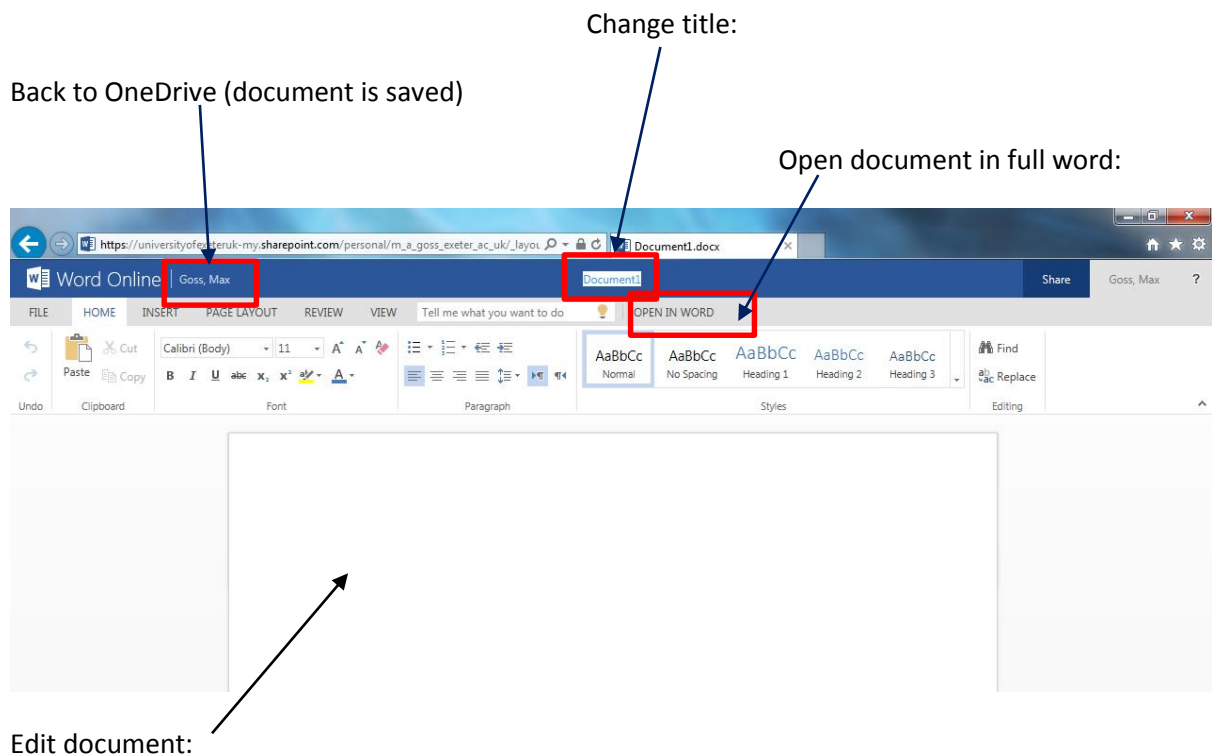 Change title:
Back to OneDrive (document is saved)
Open document in full word:
https://universityofexeteruk-my.sharepoint.com/personal/m_a_goss_exeter_ac_uk/_layou
Document1.docx
Word Online Goss, Max
Document1
Share Goss, Max ?
FILE HOME INSERT PAGE LAYOUT REVIEW VIEW Tell me what you want to do OPEN IN WORD
Cut Calibri (Body) 11 AaBbCc AaBbCc AaBbCc AaBbCc AaBbCc Find
Paste Copy B I U abc x₂ x² A Normal No Spacing Heading 1 Heading 2 Heading 3 Replace
Undo Clipboard Font Paragraph Styles Editing
Edit document: